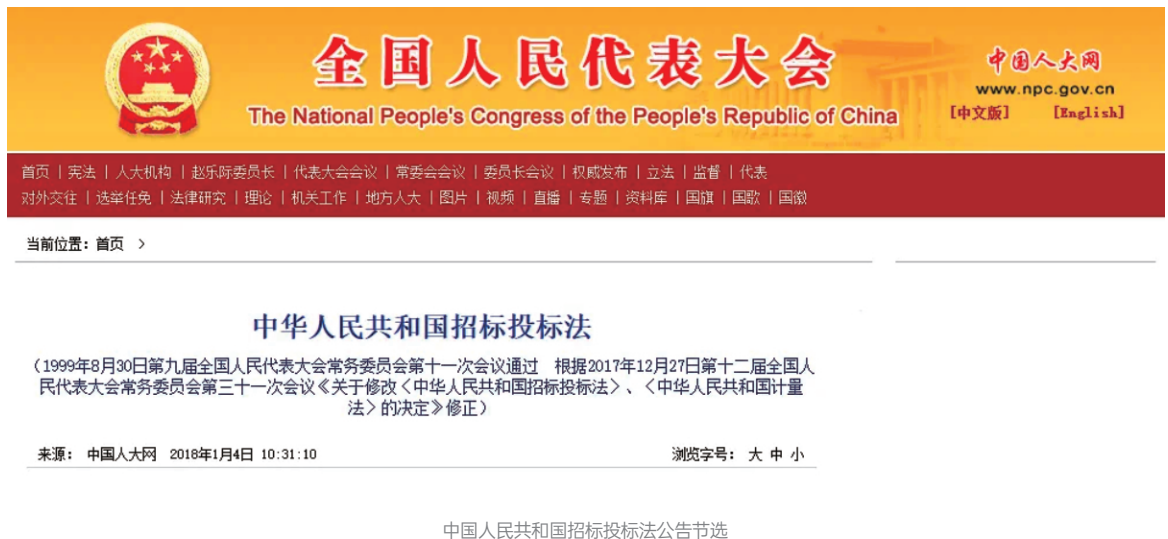 全国人民代表大会
The National People's Congress of the People's Republic of China
中国人大网
www.npc.gov.cn
[中文版] [English]
首页 | 宪法 | 人大机构 | 赵乐际委员长 | 代表大会会议 | 常委会会议 | 委员长会议 | 权威发布 | 立法 | 监督 | 代表
对外交往 | 选举任免 | 法律研究 | 理论 | 机关工作 | 地方人大 | 图片 | 视频 | 直播 | 专题 | 资料库 | 国旗 | 国歌 | 国徽
当前位置：首页 >
中华人民共和国招标投标法
（1999年8月30日第九届全国人民代表大会常务委员会第十一次会议通过 根据2017年12月27日第十二届全国人
民代表大会常务委员会第三十一次会议《关于修改〈中华人民共和国招标投标法〉、〈中华人民共和国计量
法〉的决定》修正）
来源： 中国人大网 2018年1月4日 10:31:10
浏览字号： 大 中 小
中国人民共和国招标投标法公告节选